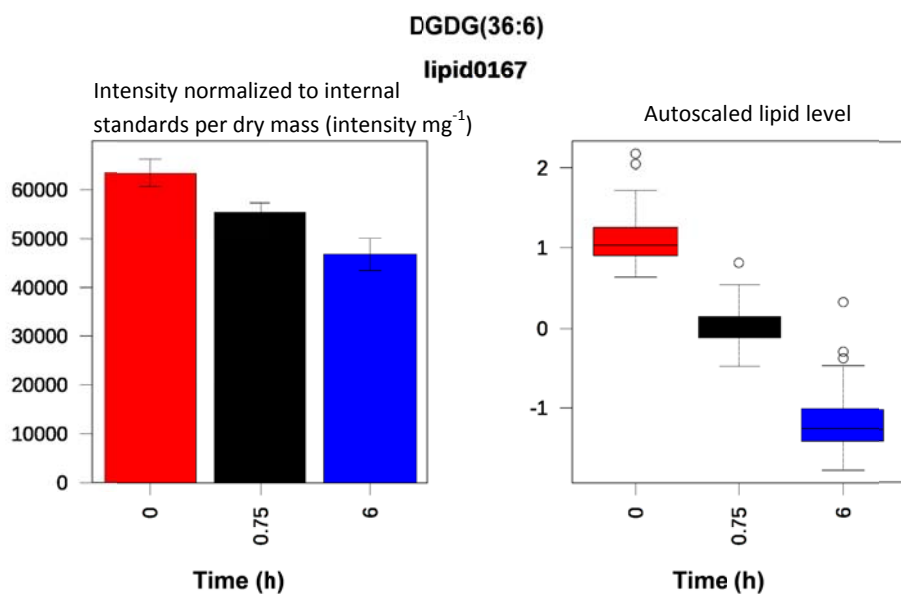 DGDG(36:6)
lipid0167
Intensity normalized to internal
standards per dry mass (intensity mg⁻¹)
60000
50000
40000
30000
20000
10000
0
0
0.75
6
Time (h)
Autoscaled lipid level
2
1
0
-1
0
0.75
6
Time (h)